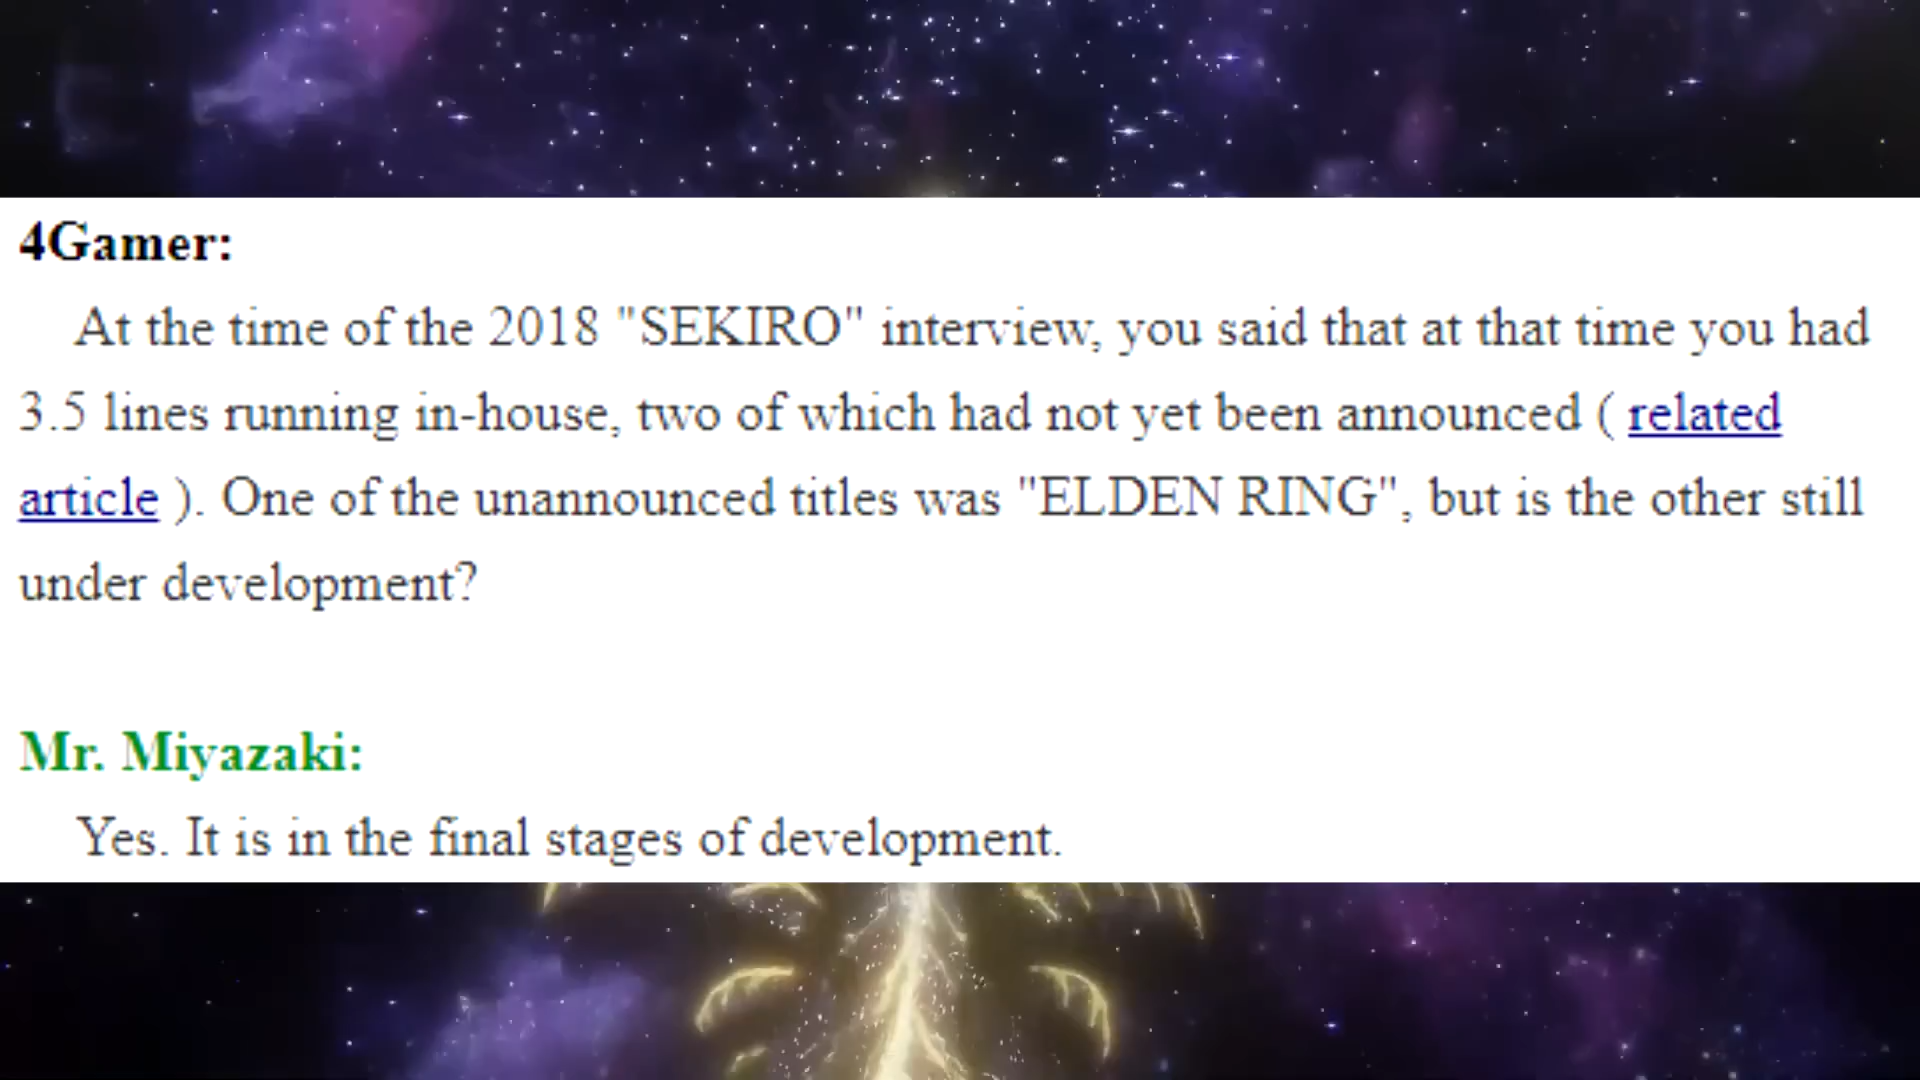 4Gamer:
At the time of the 2018 "SEKIRO" interview, you said that at that time you had
3.5 lines running in-house, two of which had not yet been announced ( related
article ). One of the unannounced titles was "ELDEN RING", but is the other still
under development?
Mr. Miyazaki:
Yes. It is in the final stages of development.